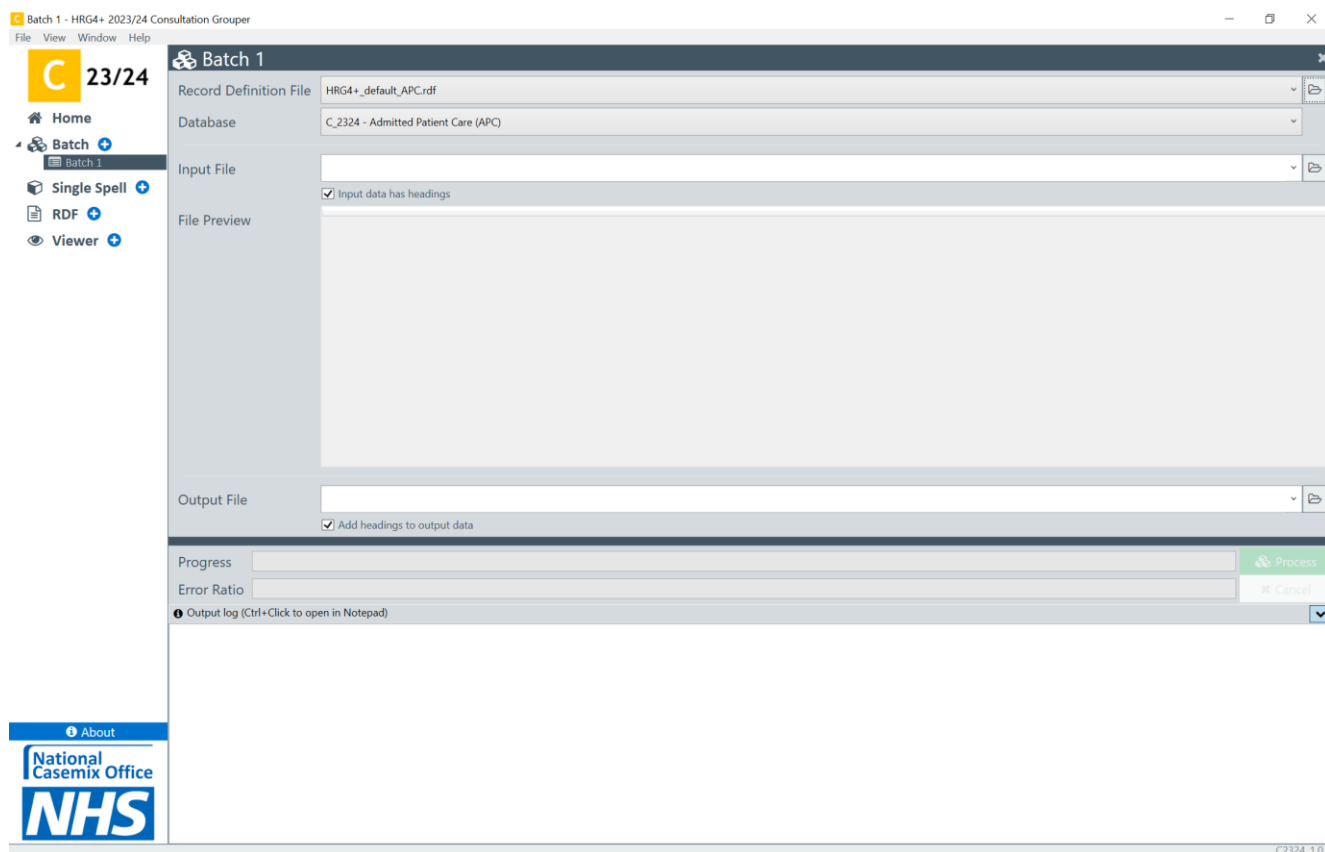 C Batch 1 - HRG4+ 2023/24 Consultation Grouper
File View Window Help
C 23/24
Home
Batch
Batch 1
Single Spell
RDF
Viewer
Batch 1
Record Definition File HRG4+_default_APC.rdf
Database C_2324 - Admitted Patient Care (APC)
Input File
Input data has headings
File Preview
Output File
Add headings to output data
Progress
Process
Error Ratio
Cancel
Output log (Ctrl+Click to open in Notepad)
About
National
Casemix Office
NHS
C2324_1.0